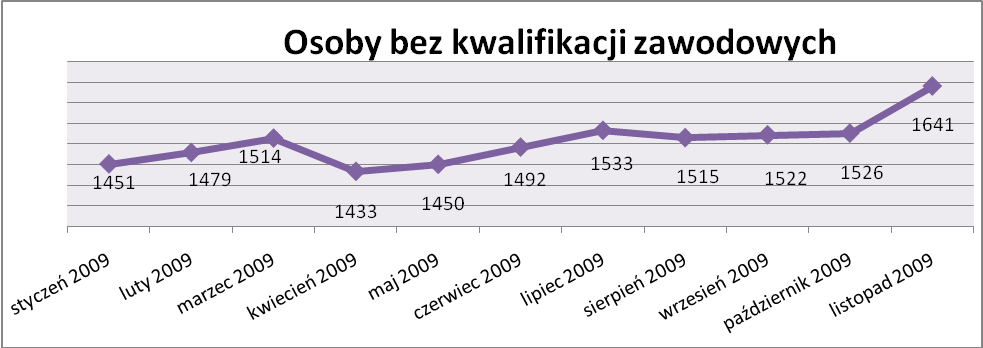 Osoby bez kwalifikacji zawodowych
1451
1479
1514
1433
1450
1492
1533
1515
1522
1526
1641
styczeń 2009
luty 2009
marzec 2009
kwiecień 2009
maj 2009
czerwiec 2009
lipiec 2009
sierpień 2009
wrzesień 2009
październik 2009
listopad 2009